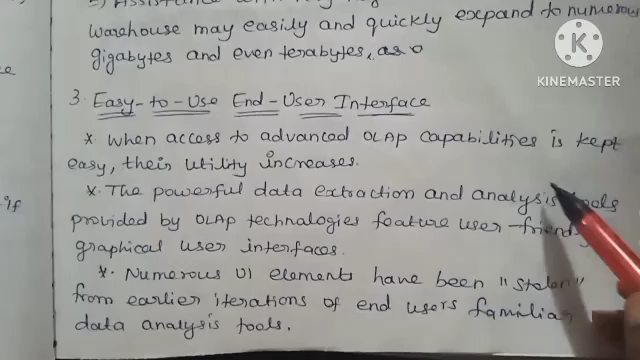 Assistance with
warehouse may easily and quickly expand to numerous
gigabytes and even terabytes, as
KINEMASTER
3. Easy-to-Use End-User Interface
*. When access to advanced OLAP capabilities is kept
easy, their utility increases.
*. The powerful data extraction and analysis tools
provided by OLAP technologies feature user-friendly
if
graphical user interfaces.
*. Numerous UI elements have been "stolen"
from earlier iterations of end users familiar
data analysis tools.